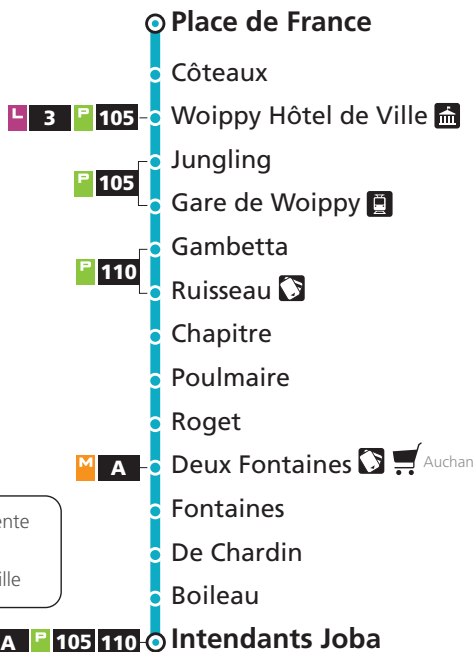 Place de France
Côteaux
L 3 P 105 Woippy Hôtel de Ville
Jungling
P 105
Gare de Woippy
Gambetta
P 110
Ruisseau
Chapitre
Poulmaire
Roget
M A Deux Fontaines Auchan
Fontaines
De Chardin
Boileau
A P 105 110 Intendants Joba